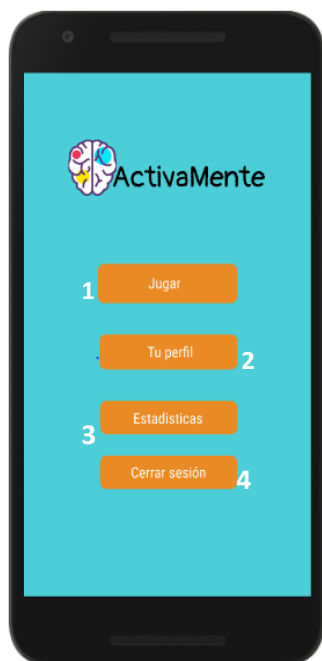 ActivaMente
1 Jugar
Tu perfil 2
Estadisticas
3
Cerrar sesión 4